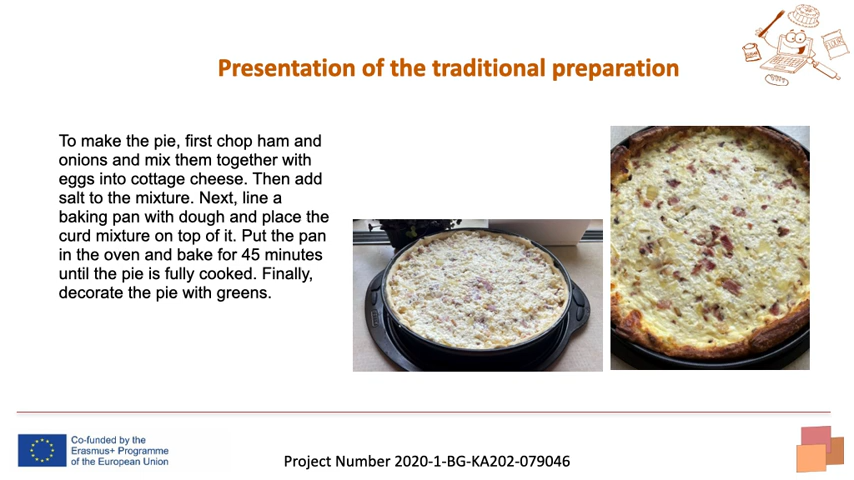 Presentation of the traditional preparation
To make the pie, first chop ham and
onions and mix them together with
eggs into cottage cheese. Then add
salt to the mixture. Next, line a
baking pan with dough and place the
curd mixture on top of it. Put the pan
in the oven and bake for 45 minutes
until the pie is fully cooked. Finally,
decorate the pie with greens.
Co-funded by the
Erasmus+ Programme
of the European Union
Project Number 2020-1-BG-KA202-079046